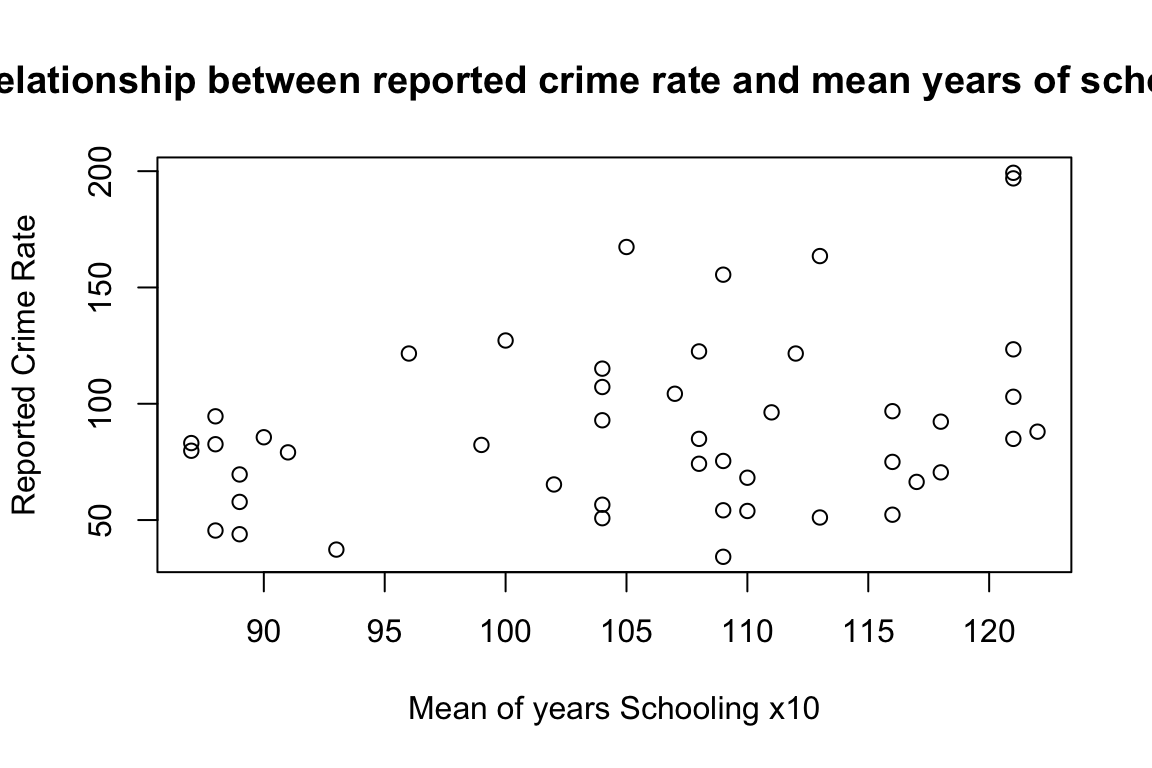 elationship between reported crime rate and mean years of scho
Reported Crime Rate
200
150
100
50
90 95 100 105 110 115 120
Mean of years Schooling x10